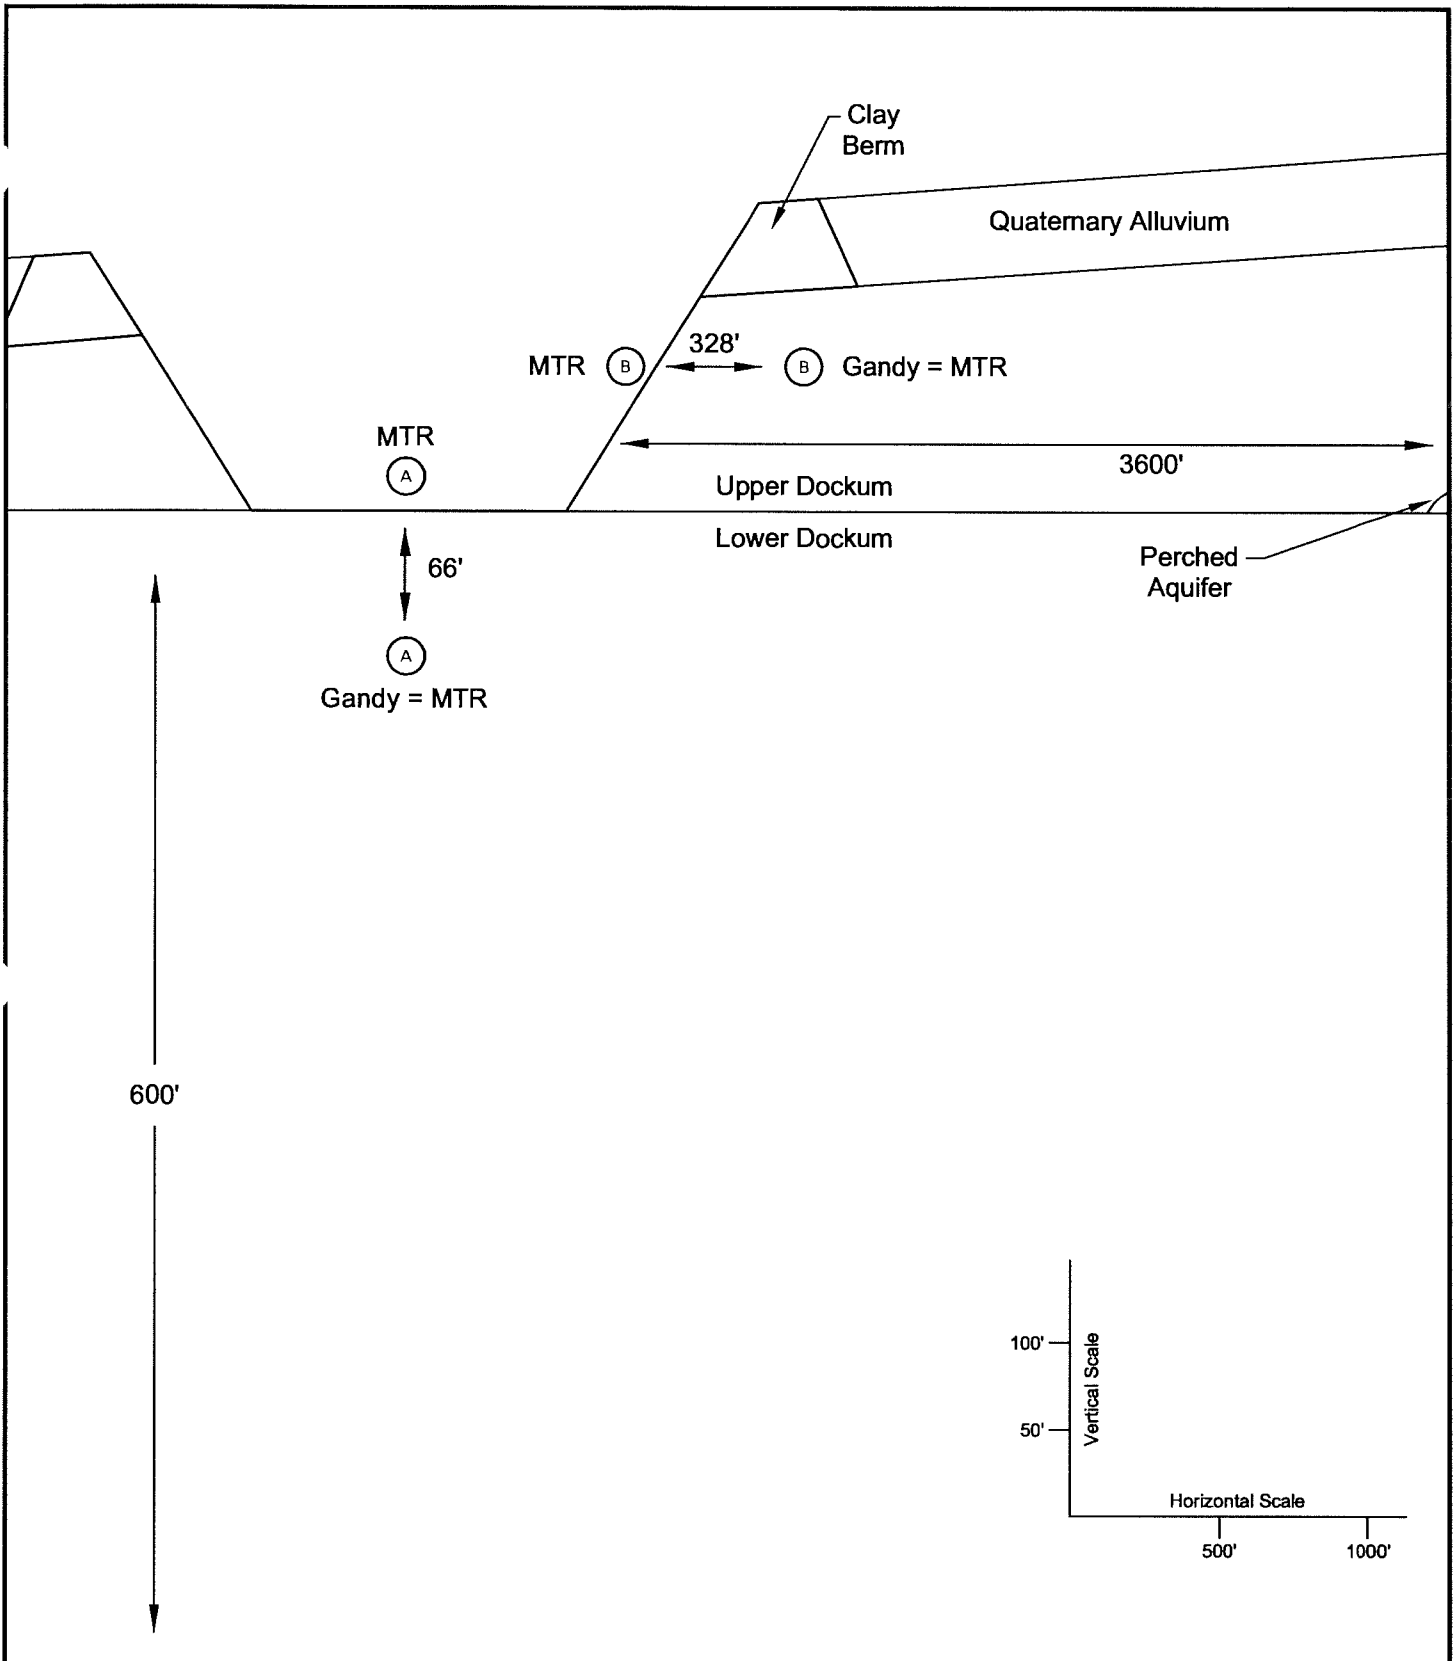 Clay
Berm
Quaternary Alluvium
328'
MTR B B Gandy = MTR
MTR
A
3600'
Upper Dockum
Lower Dockum
66'
Perched
Aquifer
A
Gandy = MTR
600'
100'
50'
Vertical Scale
Horizontal Scale
500' 1000'